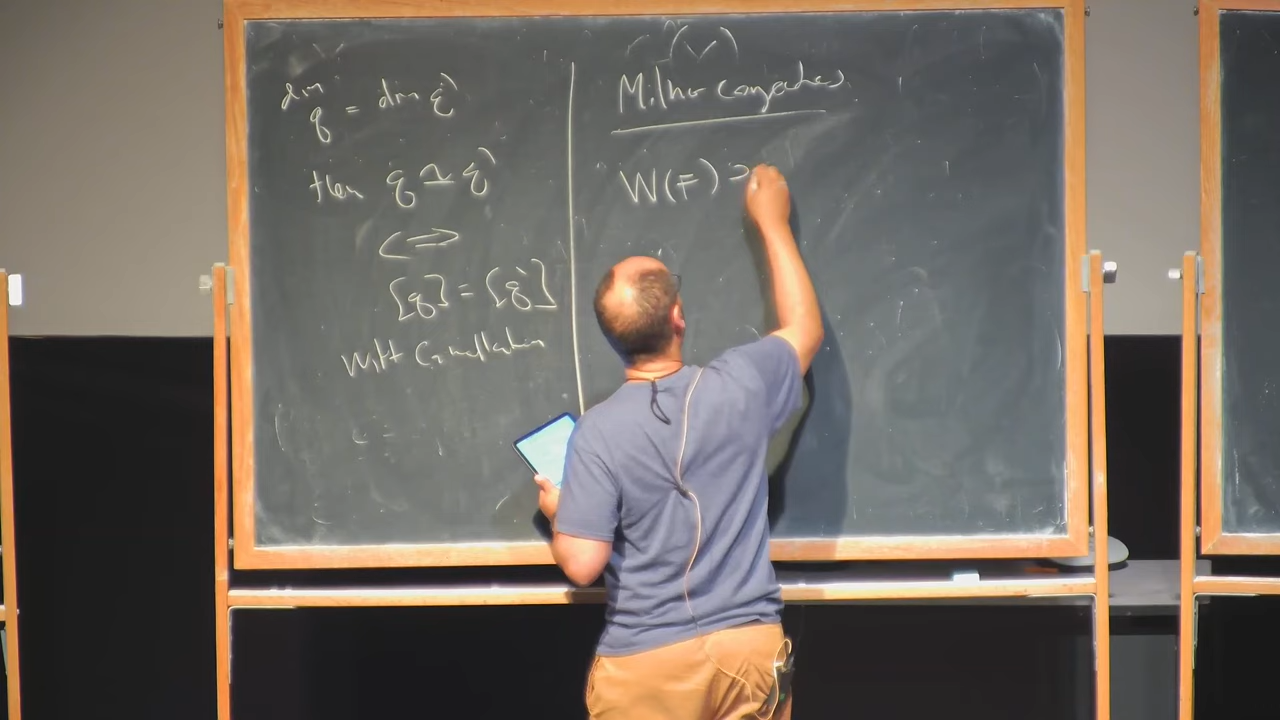 dim q = dim q'
then q ≃ q'
⟺
[q] = [q']
Witt Cancellation
Milnor conjectures
W(F) ⊃